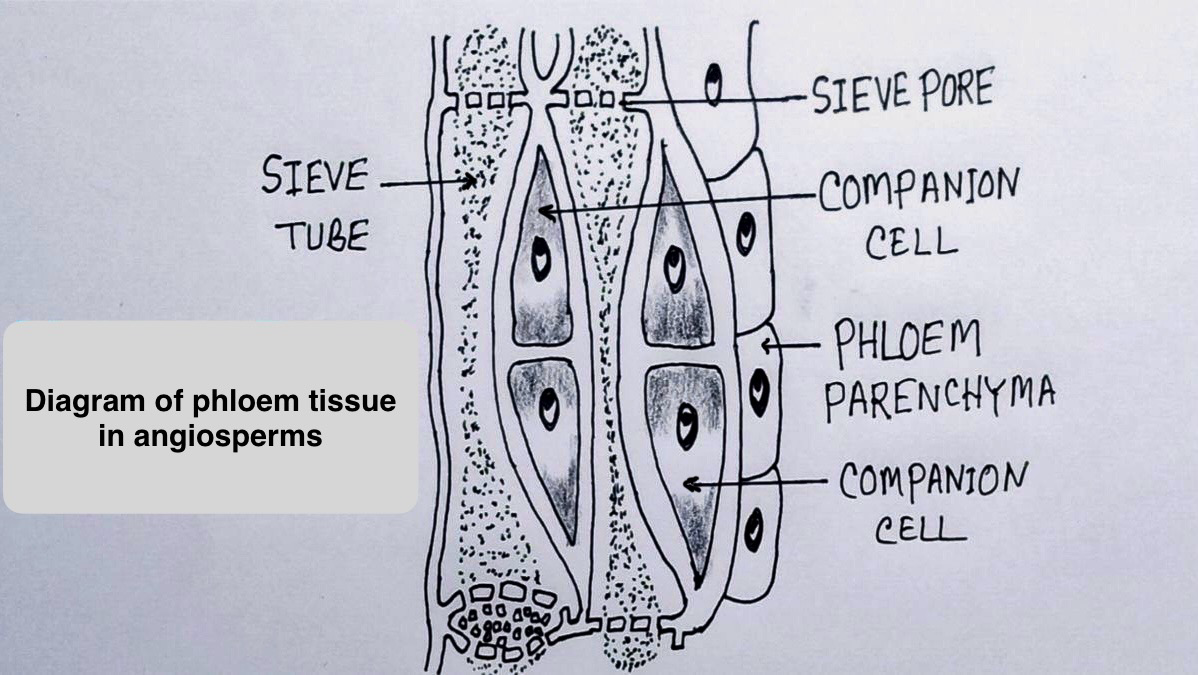 SIEVE PORE
SIEVE
TUBE
COMPANION
CELL
PHLOEM
PARENCHYMA
COMPANION
CELL
Diagram of phloem tissue
in angiosperms